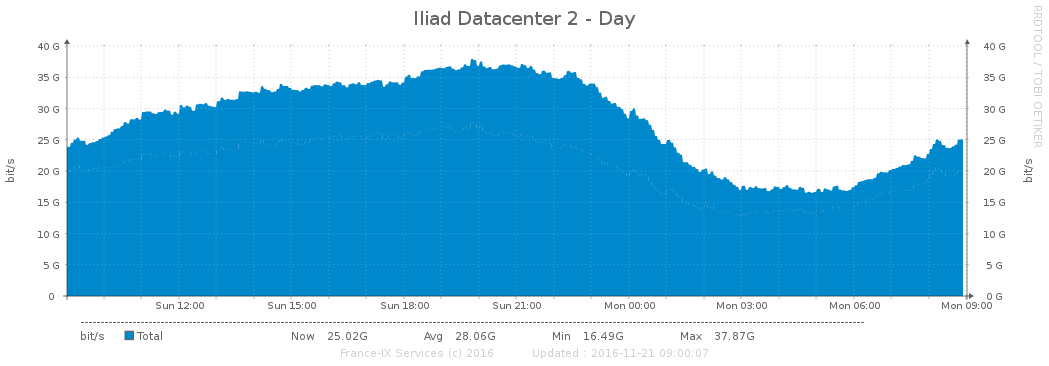 Iliad Datacenter 2 - Day
RRDTOOL / TOBI OETIKER
40 G 40 G
35 G 35 G
30 G 30 G
25 G 25 G
20 G 20 G
15 G 15 G
10 G 10 G
5 G 5 G
0 0 G
bit/s bit/s
Sun 12:00 Sun 15:00 Sun 18:00 Sun 21:00 Mon 00:00 Mon 03:00 Mon 06:00 Mon 09:00
bit/s Total Now 25.02G Avg 28.06G Min 16.49G Max 37.87G
France-IX Services (c) 2016 Updated : 2016-11-21 09:00:07